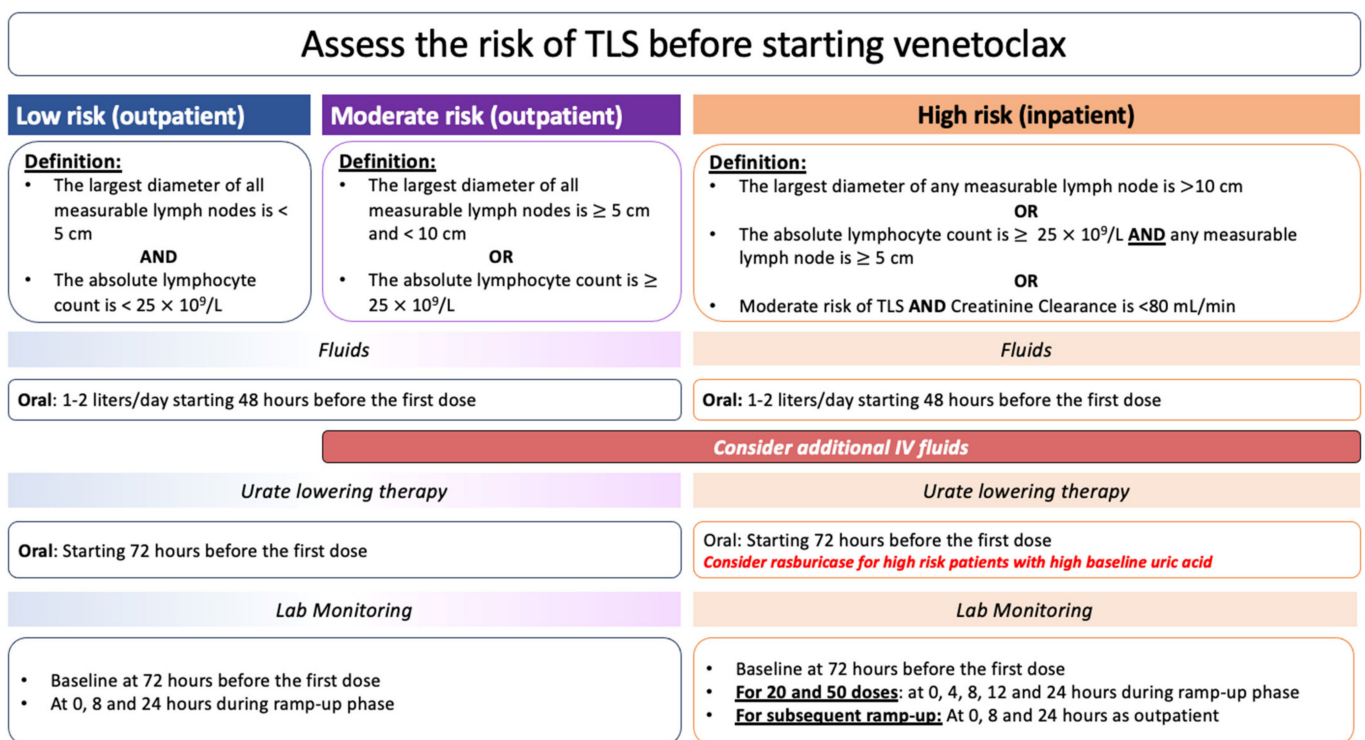 Assess the risk of TLS before starting venetoclax
Low risk (outpatient)
Definition:
• The largest diameter of all
measurable lymph nodes is <
5 cm
AND
• The absolute lymphocyte
count is < 25 × 10⁹/L
Moderate risk (outpatient)
Definition:
• The largest diameter of all
measurable lymph nodes is ≥ 5 cm
and < 10 cm
OR
• The absolute lymphocyte count is ≥
25 × 10⁹/L
High risk (inpatient)
Definition:
• The largest diameter of any measurable lymph node is >10 cm
OR
• The absolute lymphocyte count is ≥ 25 × 10⁹/L AND any measurable
lymph node is ≥ 5 cm
OR
• Moderate risk of TLS AND Creatinine Clearance is <80 mL/min
Fluids
Fluids
Oral: 1-2 liters/day starting 48 hours before the first dose
Oral: 1-2 liters/day starting 48 hours before the first dose
Consider additional IV fluids
Urate lowering therapy
Urate lowering therapy
Oral: Starting 72 hours before the first dose
Oral: Starting 72 hours before the first dose
Consider rasburicase for high risk patients with high baseline uric acid
Lab Monitoring
Lab Monitoring
• Baseline at 72 hours before the first dose
• At 0, 8 and 24 hours during ramp-up phase
• Baseline at 72 hours before the first dose
• For 20 and 50 doses: at 0, 4, 8, 12 and 24 hours during ramp-up phase
• For subsequent ramp-up: At 0, 8 and 24 hours as outpatient